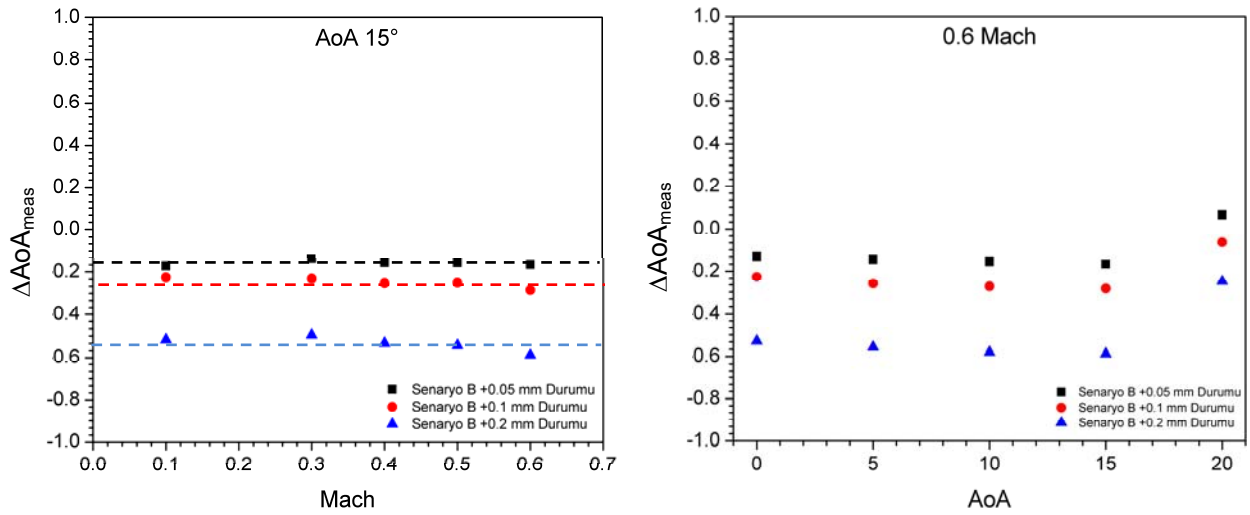 AoA 15°
1.0
0.8
0.6
0.4
0.2
0.0
0.2
0.4
0.6
-0.8
-1.0
ΔAoAmeas
Senaryo B +0.05 mm Durumu
Senaryo B +0.1 mm Durumu
Senaryo B +0.2 mm Durumu
0.0 0.1 0.2 0.3 0.4 0.5 0.6 0.7
Mach
0.6 Mach
1.0
0.8
0.6
0.4
0.2
0.0
0.2
0.4
0.6
-0.8
-1.0
ΔAoAmeas
Senaryo B +0.05 mm Durumu
Senaryo B +0.1 mm Durumu
Senaryo B +0.2 mm Durumu
0 5 10 15 20
AoA